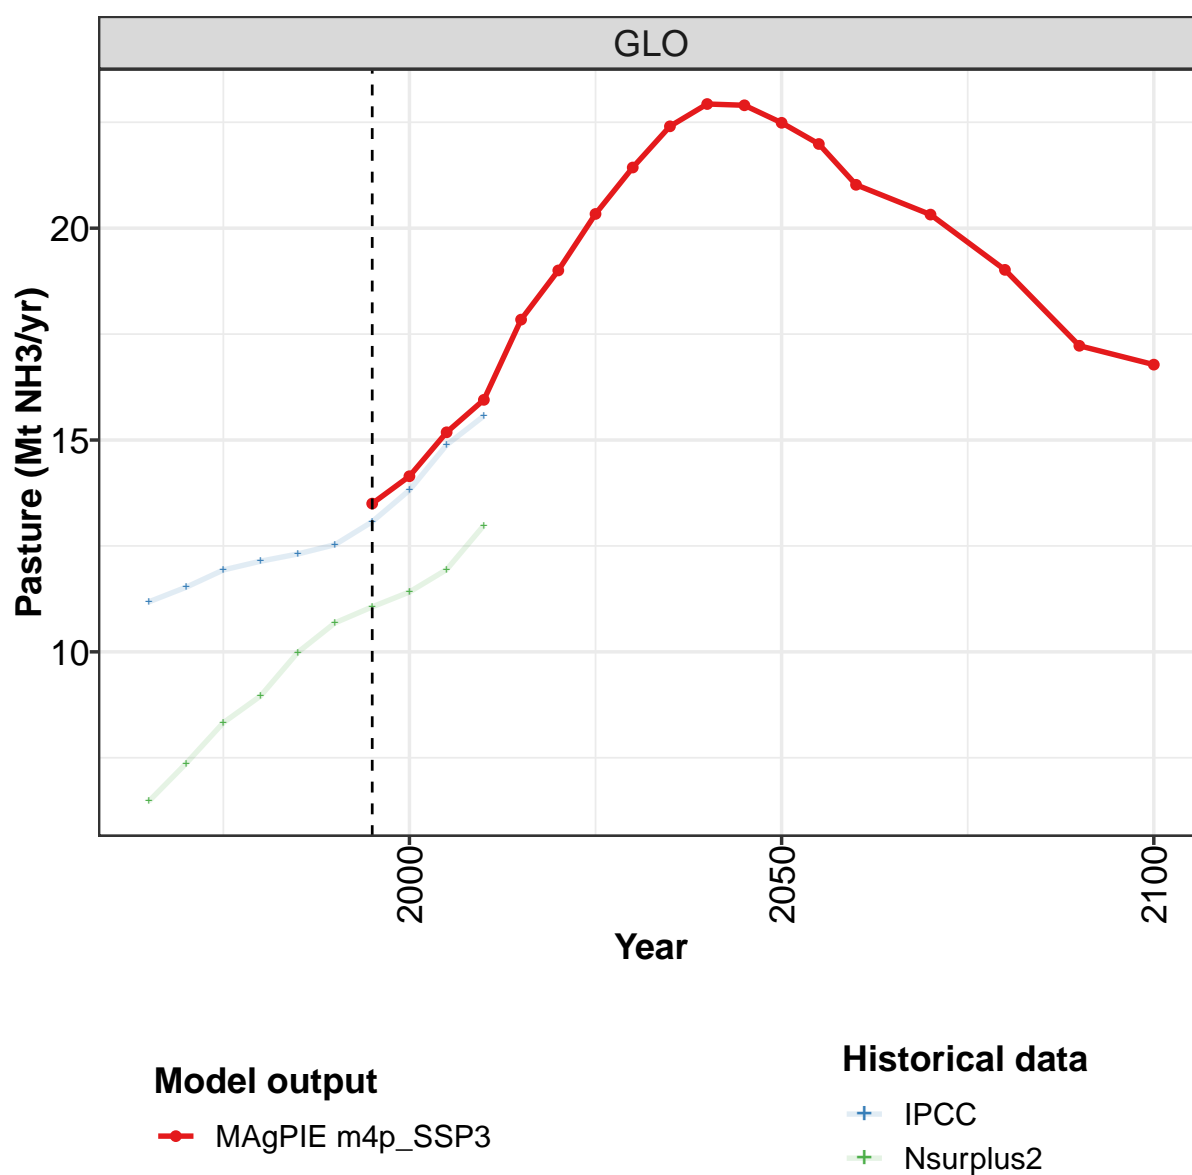 GLO
Pasture (Mt NH3/yr)
20
15
10
2000
2050
2100
Year
Model output
MAgPIE m4p_SSP3
Historical data
IPCC
Nsurplus2